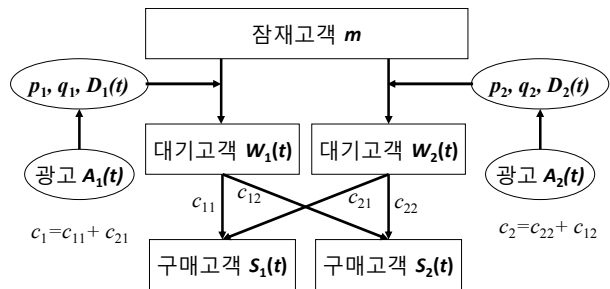 잠재고객 m
p₁, q₁, D₁(t)
p₂, q₂, D₂(t)
대기고객 W₁(t)
대기고객 W₂(t)
광고 A₁(t)
광고 A₂(t)
c₁₁
c₁₂
c₂₁
c₂₂
c₁=c₁₁+ c₂₁
c₂=c₂₂+ c₁₂
구매고객 S₁(t)
구매고객 S₂(t)